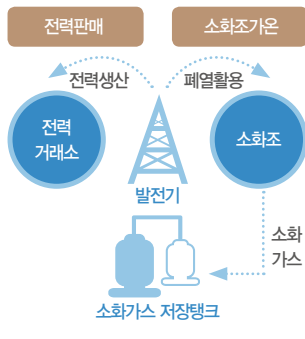 전력판매
소화조가온
전력생산
폐열활용
전력
거래소
소화조
발전기
소화
가스
소화가스 저장탱크